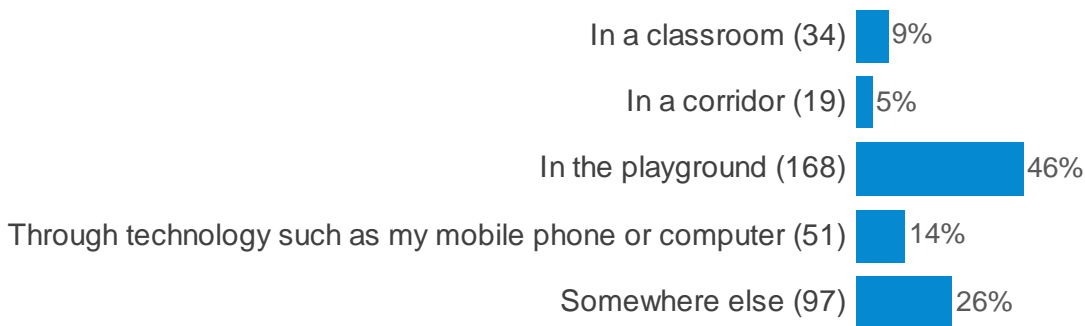 In a classroom (34) 9%
In a corridor (19) 5%
In the playground (168) 46%
Through technology such as my mobile phone or computer (51) 14%
Somewhere else (97) 26%